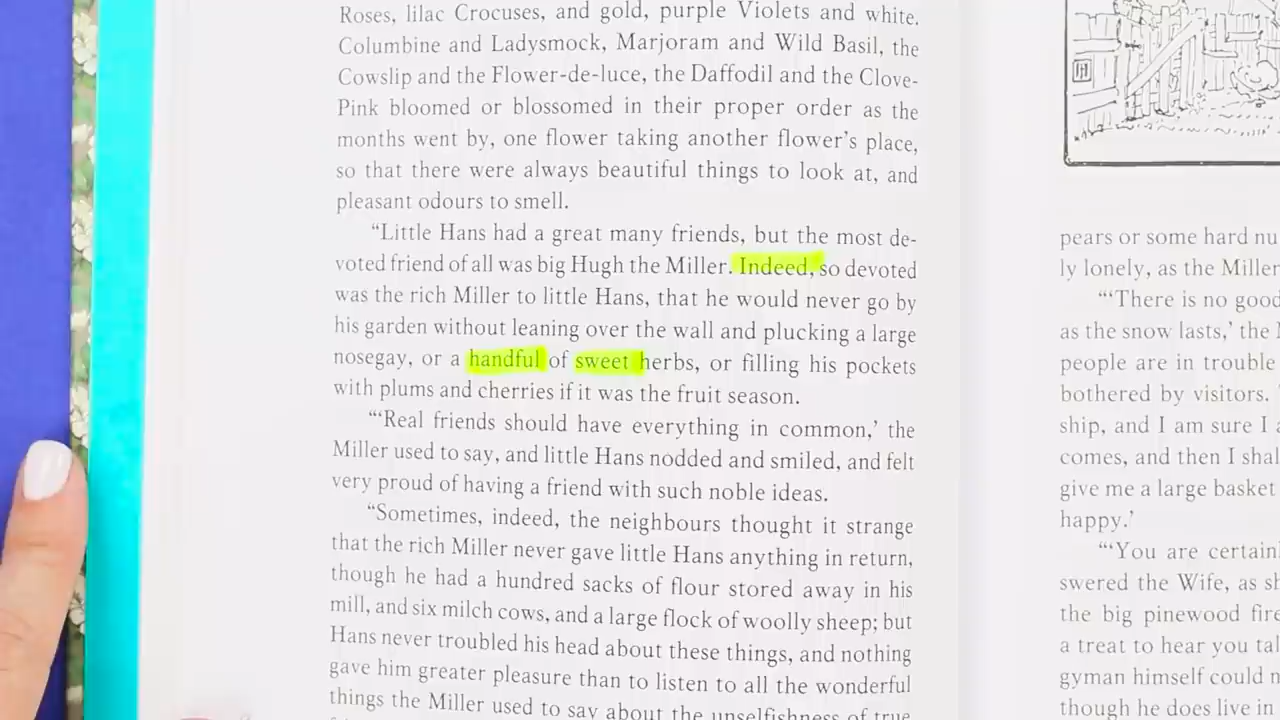 Roses, lilac Crocuses, and gold, purple Violets and white.
Columbine and Ladysmock, Marjoram and Wild Basil, the
Cowslip and the Flower-de-luce, the Daffodil and the Clove-
Pink bloomed or blossomed in their proper order as the
months went by, one flower taking another flower's place,
so that there were always beautiful things to look at, and
pleasant odours to smell.
“Little Hans had a great many friends, but the most de-
voted friend of all was big Hugh the Miller. Indeed, so devoted
was the rich Miller to little Hans, that he would never go by
his garden without leaning over the wall and plucking a large
nosegay, or a handful of sweet herbs, or filling his pockets
with plums and cherries if it was the fruit season.
“‘Real friends should have everything in common,’ the
Miller used to say, and little Hans nodded and smiled, and felt
very proud of having a friend with such noble ideas.
“Sometimes, indeed, the neighbours thought it strange
that the rich Miller never gave little Hans anything in return,
though he had a hundred sacks of flour stored away in his
mill, and six milch cows, and a large flock of woolly sheep; but
Hans never troubled his head about these things, and nothing
gave him greater pleasure than to listen to all the wonderful
things the Miller used to say about the unselfishness of true
pears or some hard nu
ly lonely, as the Miller
“‘There is no good
as the snow lasts,’ the
people are in trouble
bothered by visitors.
ship, and I am sure I a
comes, and then I shal
give me a large basket
happy.’
“‘You are certainl
swered the Wife, as sh
the big pinewood fire
a treat to hear you tal
gyman himself could n
though he does live in